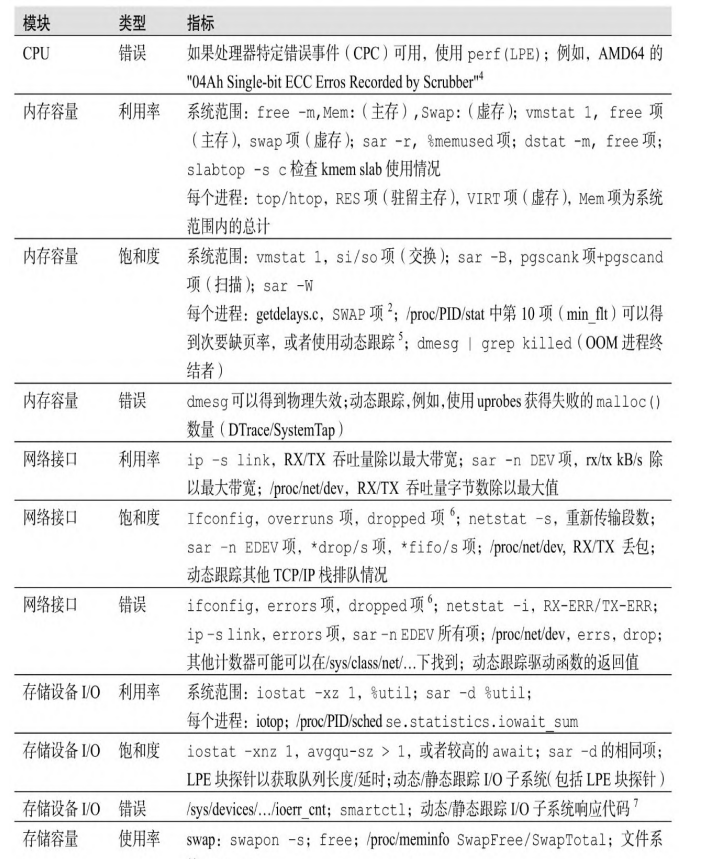 模块 类型 指标
CPU 错误 如果处理器特定错误事件（CPC）可用，使用 perf(LPE)；例如，AMD64 的
"04Ah Single-bit ECC Erros Recorded by Scrubber"4
内存容量 利用率 系统范围：free -m,Mem:（主存）,Swap:（虚存）；vmstat 1, free 项
（主存），swap 项（虚存）；sar -r, %memused 项；dstat -m, free 项；
slabtop -s c 检查 kmem slab 使用情况
每个进程：top/htop, RES 项（驻留主存），VIRT 项（虚存），Mem 项为系统
范围内的总计
内存容量 饱和度 系统范围：vmstat 1, si/so 项（交换）；sar -B, pgscank 项+pgscand
项（扫描）；sar -W
每个进程：getdelays.c, SWAP 项 2；/proc/PID/stat 中第 10 项（min_flt）可以得
到次要缺页率，或者使用动态跟踪 5；dmesg | grep killed（OOM 进程终
结者）
内存容量 错误 dmesg 可以得到物理失效；动态跟踪，例如，使用 uprobes 获得失败的 malloc()
数量（DTrace/SystemTap）
网络接口 利用率 ip -s link, RX/TX 吞吐量除以最大带宽；sar -n DEV 项，rx/tx kB/s 除
以最大带宽；/proc/net/dev, RX/TX 吞吐量字节数除以最大值
网络接口 饱和度 Ifconfig, overruns 项，dropped 项 6；netstat -s, 重新传输段数；
sar -n EDEV 项，*drop/s 项，*fifo/s 项；/proc/net/dev, RX/TX 丢包；
动态跟踪其他 TCP/IP 栈排队情况
网络接口 错误 ifconfig, errors 项，dropped 项 6；netstat -i, RX-ERR/TX-ERR；
ip -s link, errors 项，sar -n EDEV 所有项；/proc/net/dev, errs, drop；
其他计数器可能可以在/sys/class/net/…下找到；动态跟踪驱动函数的返回值
存储设备 I/O 利用率 系统范围：iostat -xz 1, %util；sar -d %util；
每个进程：iotop；/proc/PID/sched se.statistics.iowait_sum
存储设备 I/O 饱和度 iostat -xnz 1, avgqu-sz > 1, 或者较高的 await；sar -d 的相同项；
LPE 块探针以获取队列长度/延时；动态/静态跟踪 I/O 子系统（包括 LPE 块探针）
存储设备 I/O 错误 /sys/devices/…/ioerr_cnt；smartctl；动态/静态跟踪 I/O 子系统响应代码 7
存储容量 使用率 swap：swapon -s；free；/proc/meminfo SwapFree/SwapTotal；文件系